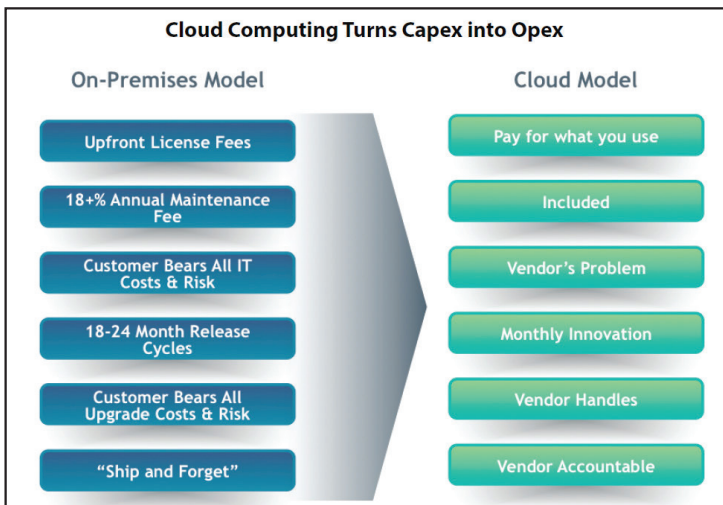 Cloud Computing Turns Capex into Opex
On-Premises Model
Cloud Model
Upfront License Fees
Pay for what you use
18+% Annual Maintenance
Fee
Included
Customer Bears All IT
Costs & Risk
Vendor’s Problem
18-24 Month Release
Cycles
Monthly Innovation
Customer Bears All
Upgrade Costs & Risk
Vendor Handles
“Ship and Forget”
Vendor Accountable